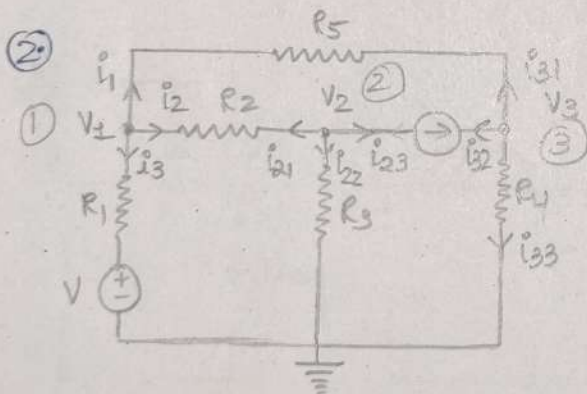 2.
R5
i1
i31
1 V1 i2 R2 V2 2 V3
i21 i23 i32 3
i3 i22
R1 R3 R4
i33
V + -